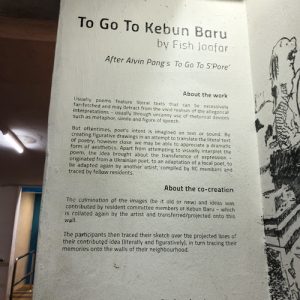 To Go To Kebun Baru
by Fish Jaafar
After Alvin Pang's 'To Go To S'Pore'
About the work
Usually poems feature literal texts that can be excessively
far-fetched and may detract from the vivid realism of the allegorical
interpretations – usually through uncanny use of rhetorical devices
such as metaphor, simile and figure of speech.
But oftentimes, poem's intent is imagined on text or sound. By
creating figurative drawings in an attempt to translate the literal text
of poetry, however close, we may be able to appreciate a dramatic
form of aesthetics. Apart from attempting to visually interpret the
poem, the idea brought about the transference of expression –
originated from a Ukranian poet, to an adaptation of a local poet, to
be adapted again by another artist, compiled by RC members and
traced by fellow residents.
About the co-creation
The culmination of the images (be it old or new) and ideas was
contributed by resident committee members at Kebun Baru – which
is collated again by the artist and transferred/projected onto this
wall.
The participants then traced their sketch over the projected lines of
their contributed idea (literally and figuratively), in turn tracing their
memories onto the walls of their neighbourhood.